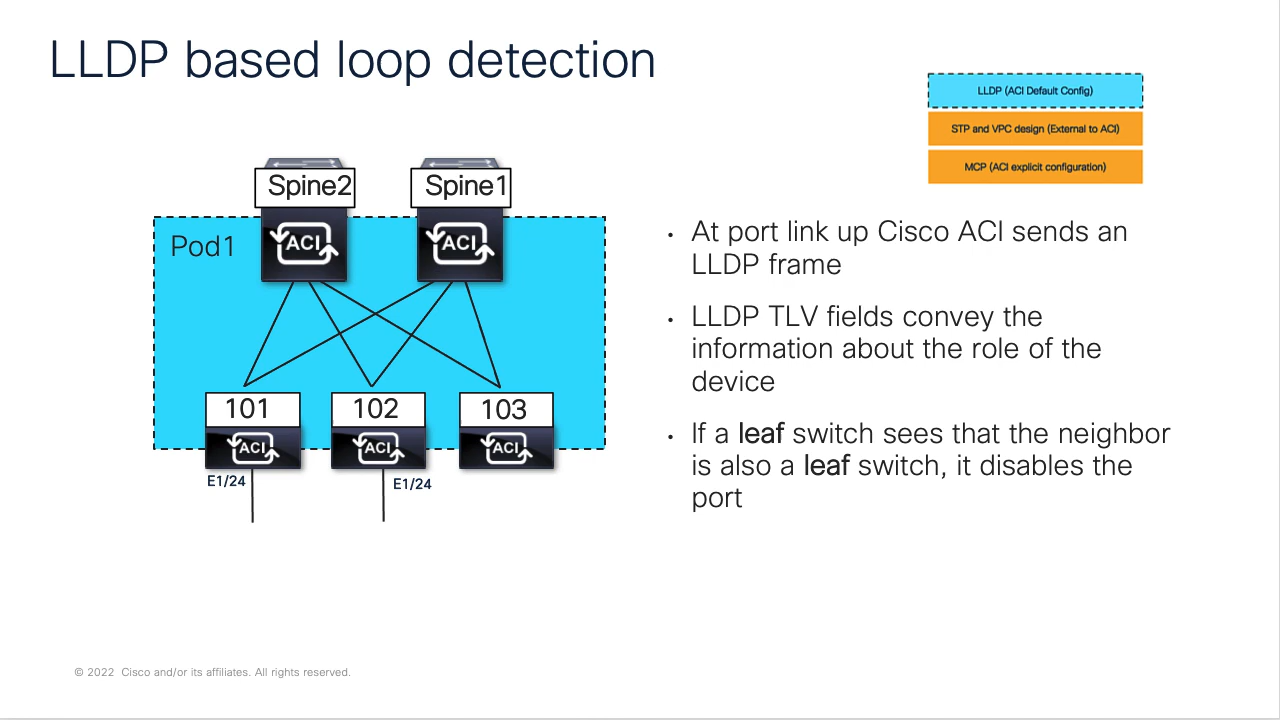 LLDP based loop detection
LLDP (ACI Default Config)
STP and VPC design (External to ACI)
MCP (ACI explicit configuration)
Spine2
Spine1
Pod1
ACI
ACI
101
102
103
ACI
ACI
ACI
E1/24
E1/24
• At port link up Cisco ACI sends an
LLDP frame
• LLDP TLV fields convey the
information about the role of the
device
• If a leaf switch sees that the neighbor
is also a leaf switch, it disables the
port
© 2022 Cisco and/or its affiliates. All rights reserved.